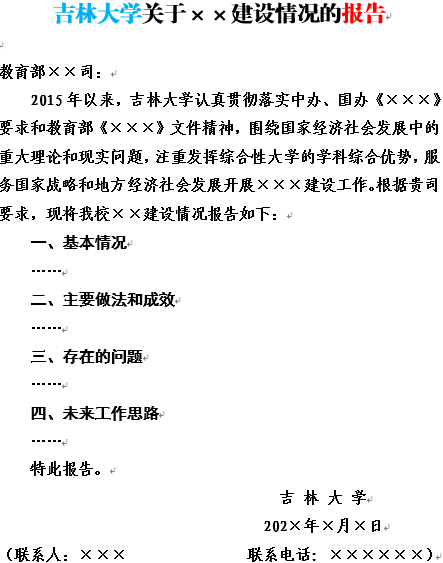 吉林大学关于××建设情况的报告
教育部××司：
2015年以来，吉林大学认真贯彻落实中办、国办《×××》
要求和教育部《×××》文件精神，围绕国家经济社会发展中的
重大理论和现实问题，注重发挥综合性大学的学科综合优势，服
务国家战略和地方经济社会发展开展×××建设工作。根据贵司
要求，现将我校××建设情况报告如下：
一、基本情况
……
二、主要做法和成效
……
三、存在的问题
……
四、未来工作思路
……
特此报告。
吉 林 大 学
202×年×月×日
（联系人：××× 联系电话：××××××）